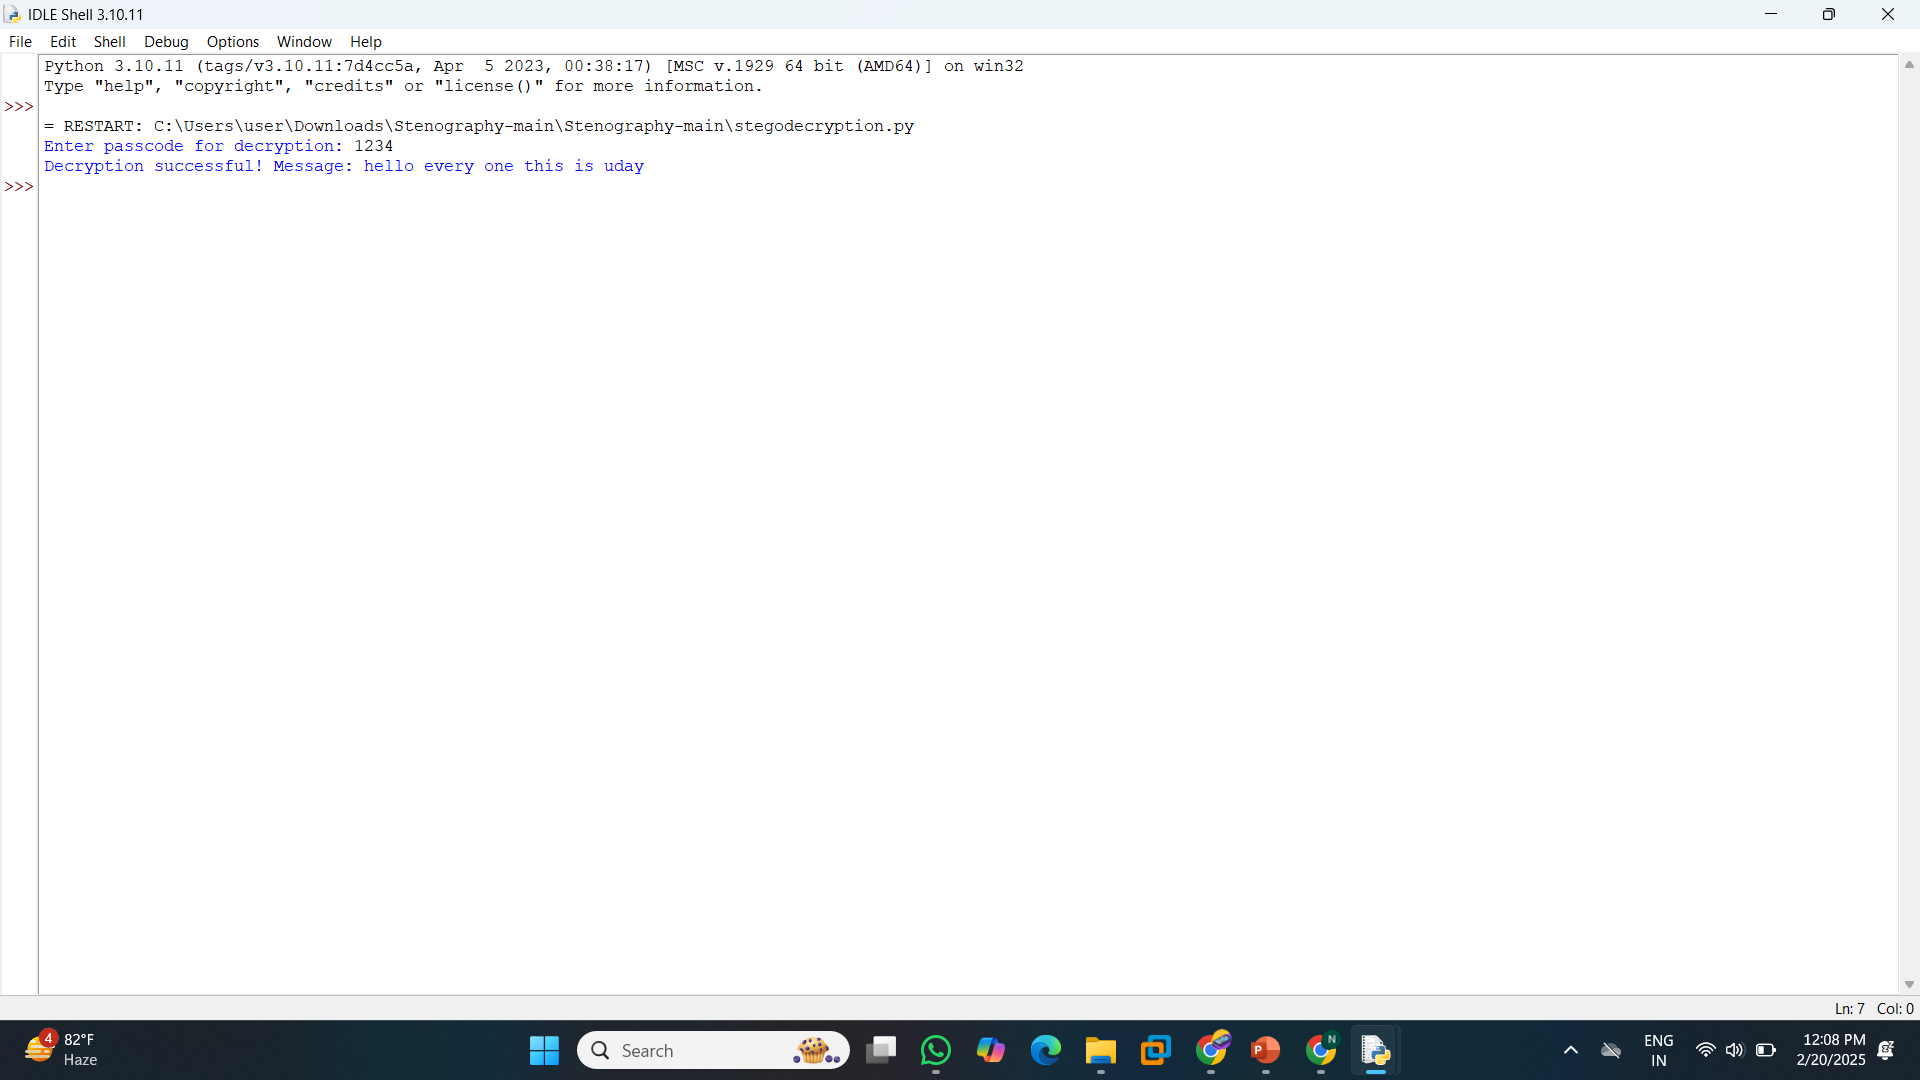 IDLE Shell 3.10.11
File Edit Shell Debug Options Window Help
Python 3.10.11 (tags/v3.10.11:7d4cc5a, Apr  5 2023, 00:38:17) [MSC v.1929 64 bit (AMD64)] on win32
Type "help", "copyright", "credits" or "license()" for more information.
>>>
= RESTART: C:\Users\user\Downloads\Stenography-main\Stenography-main\stegodecryption.py
Enter passcode for decryption: 1234
Decryption successful! Message: hello every one this is uday
>>>
Ln: 7 Col: 0
4
82°F
Haze
Search
P
N
ENG
IN
12:08 PM
2/20/2025